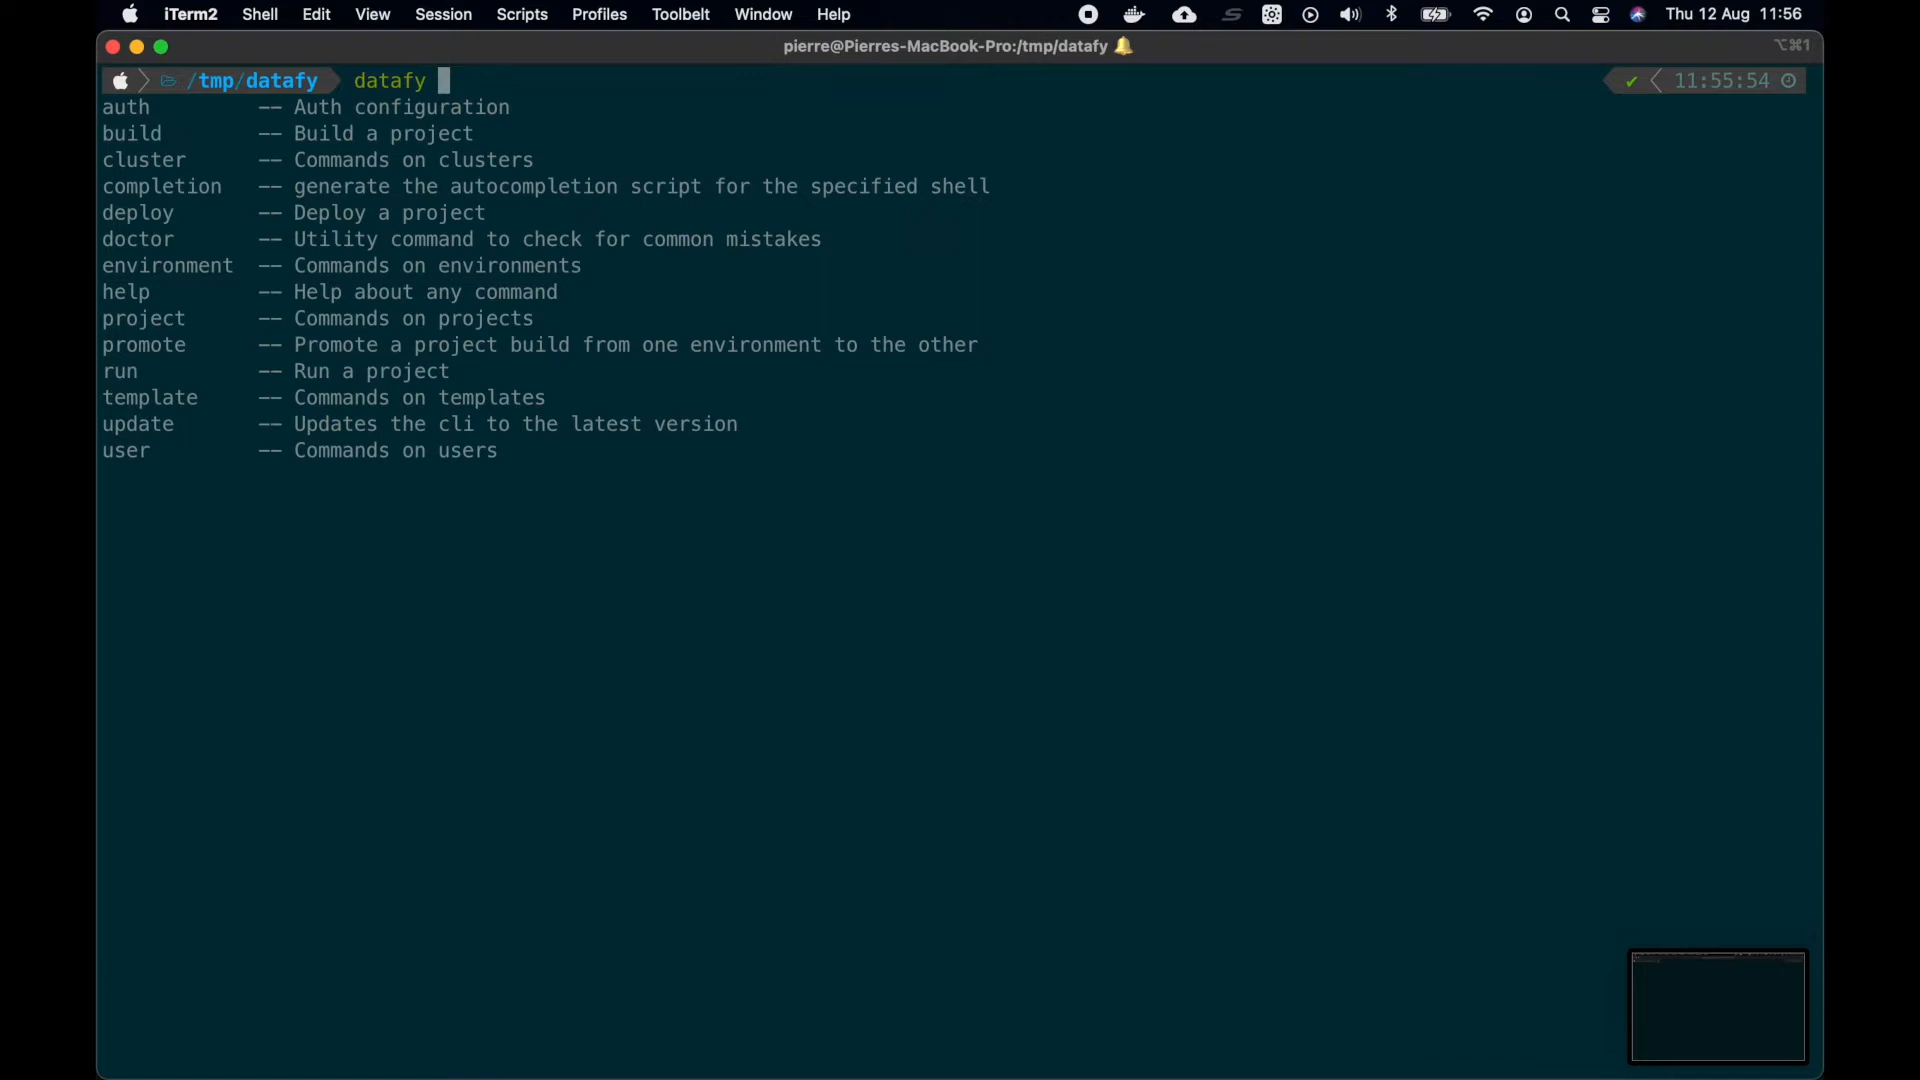 iTerm2 Shell Edit View Session Scripts Profiles Toolbelt Window Help Thu 12 Aug 11:56
pierre@Pierres-MacBook-Pro:/tmp/datafy 🔔 ⌥⌘1
/tmp/datafy datafy ✔ 11:55:54
auth -- Auth configuration
build -- Build a project
cluster -- Commands on clusters
completion -- generate the autocompletion script for the specified shell
deploy -- Deploy a project
doctor -- Utility command to check for common mistakes
environment -- Commands on environments
help -- Help about any command
project -- Commands on projects
promote -- Promote a project build from one environment to the other
run -- Run a project
template -- Commands on templates
update -- Updates the cli to the latest version
user -- Commands on users